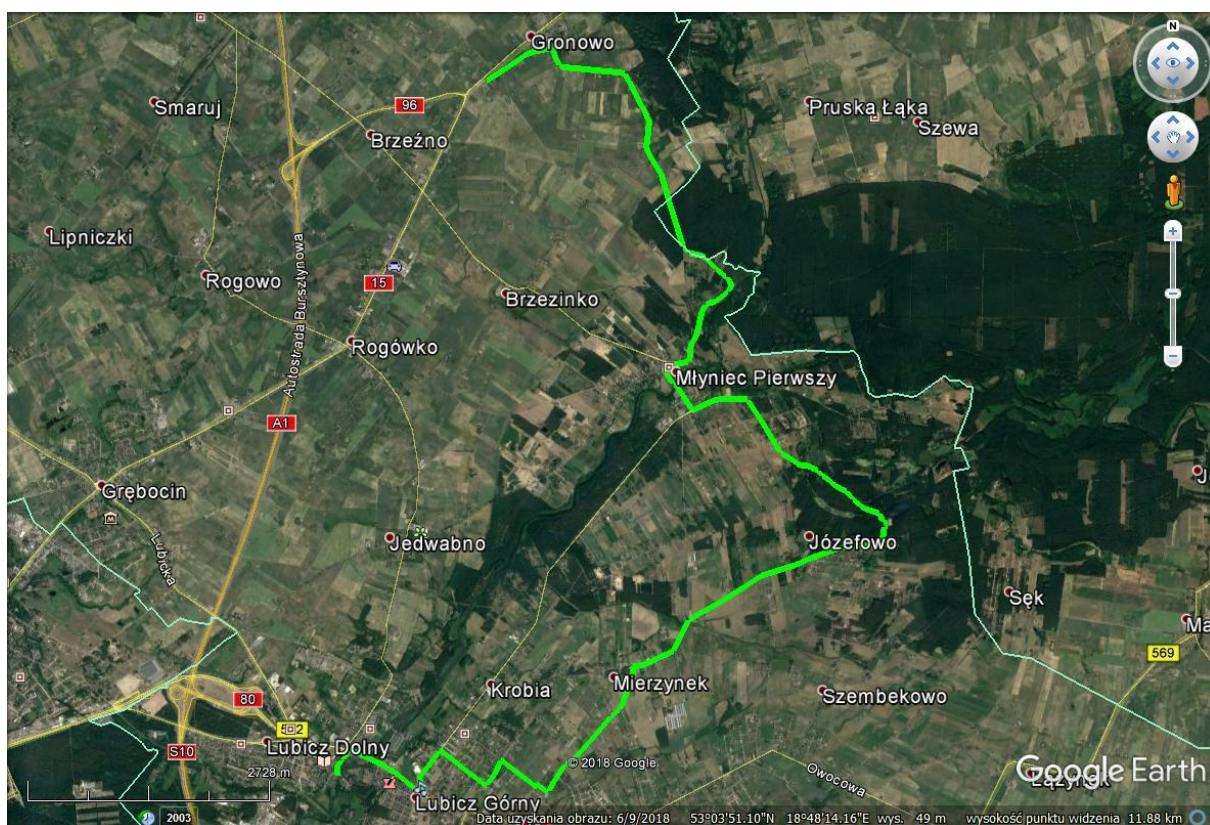 N
Gronowo
Smaruj
96
Pruska Łąka
Szewa
Brzeźno
Lipniczki
Rogowo
15
Brzezinko
Autostrada Bursztynowa
Rogówko
Młyniec Pierwszy
A1
Grębocin
Lubicka
Jedwabno
Józefowo
Sęk
Ma
569
Krobia
Mierzynek
Szembekowo
80
Lubicz Dolny
S10
2728 m
© 2018 Google
Google Earth
Owocowa
Lubicz Górny
2003
Data uzyskania obrazu: 6/9/2018 53°03'51.10"N 18°48'14.16"E wys. 49 m wysokość punktu widzenia 11.88 km